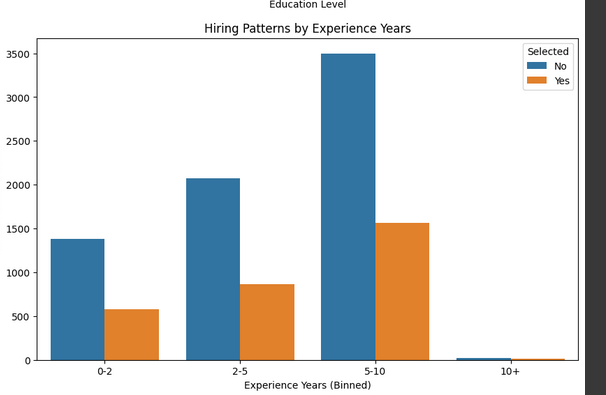 Education Level
Hiring Patterns by Experience Years
Selected
No
Yes
3500
3000
2500
2000
1500
1000
500
0
0-2 2-5 5-10 10+
Experience Years (Binned)